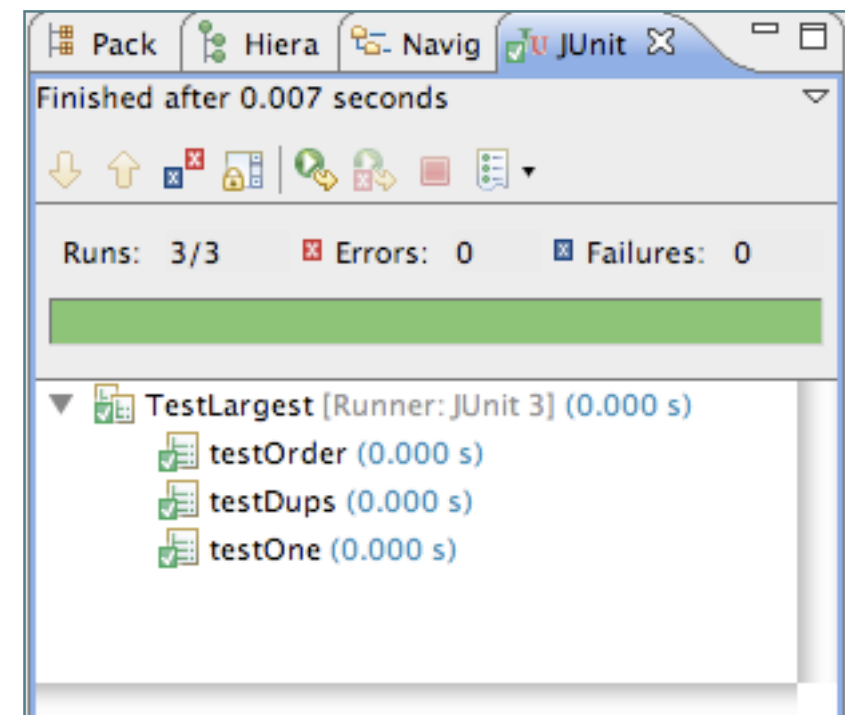 Pack Hiera Navig JUnit
Finished after 0.007 seconds
Runs: 3/3 Errors: 0 Failures: 0
TestLargest [Runner: JUnit 3] (0.000 s)
testOrder (0.000 s)
testDups (0.000 s)
testOne (0.000 s)